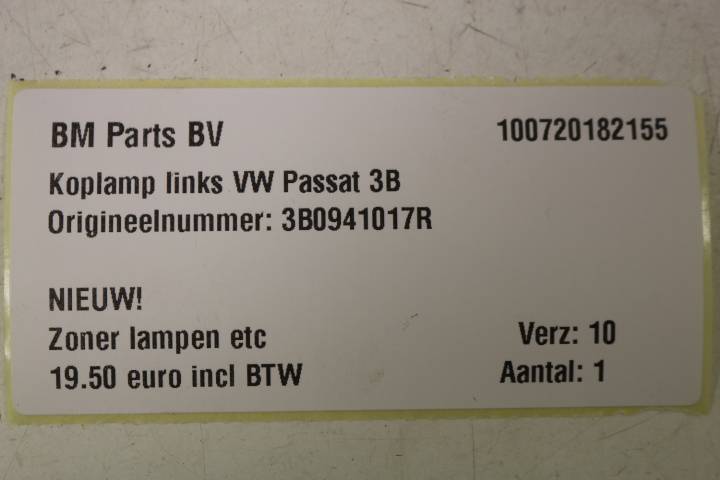 BM Parts BV 100720182155
Koplamp links VW Passat 3B
Origineelnummer: 3B0941017R
NIEUW!
Zoner lampen etc Verz: 10
19.50 euro incl BTW Aantal: 1